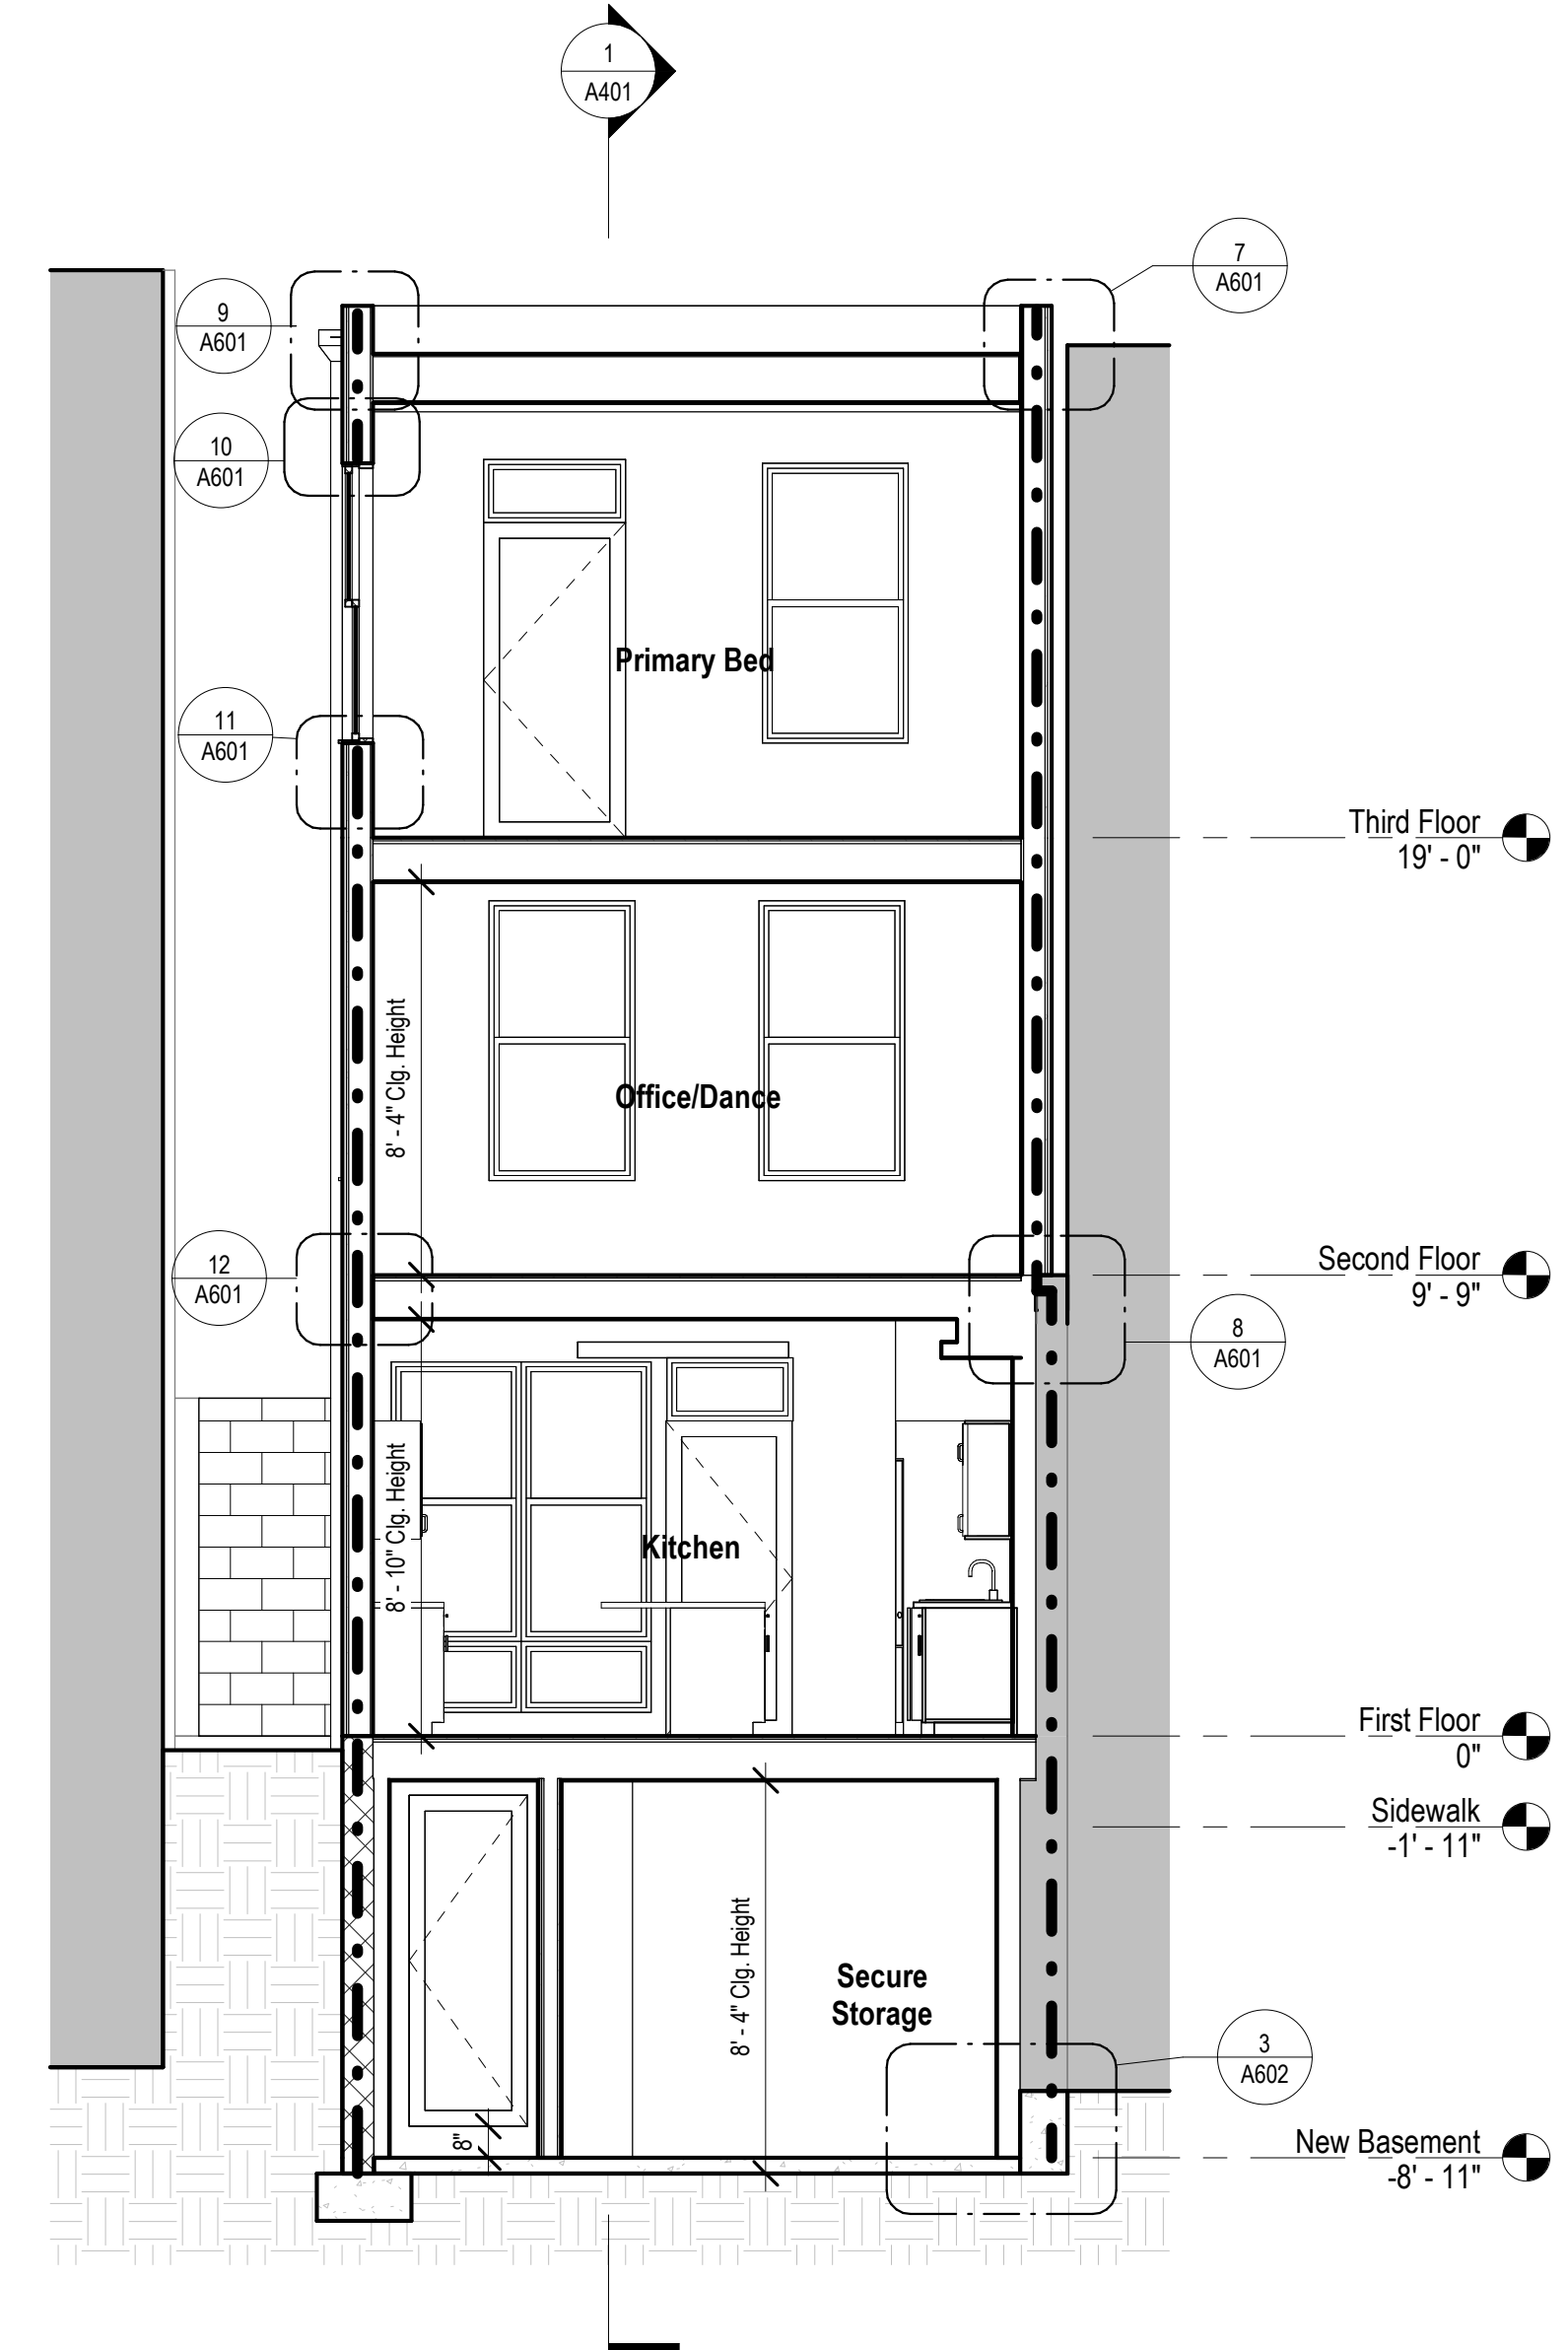 1
A401
7
A601
9
A601
10
A601
Primary Bed
11
A601
Third Floor
19' - 0"
8' - 4" Clg. Height
Office/Dance
12
A601
Second Floor
9' - 9"
8
A601
8' - 10" Clg. Height
Kitchen
First Floor
0"
Sidewalk
-1' - 11"
8' - 4" Clg. Height
Secure
Storage
3
A602
8"
New Basement
-8' - 11"